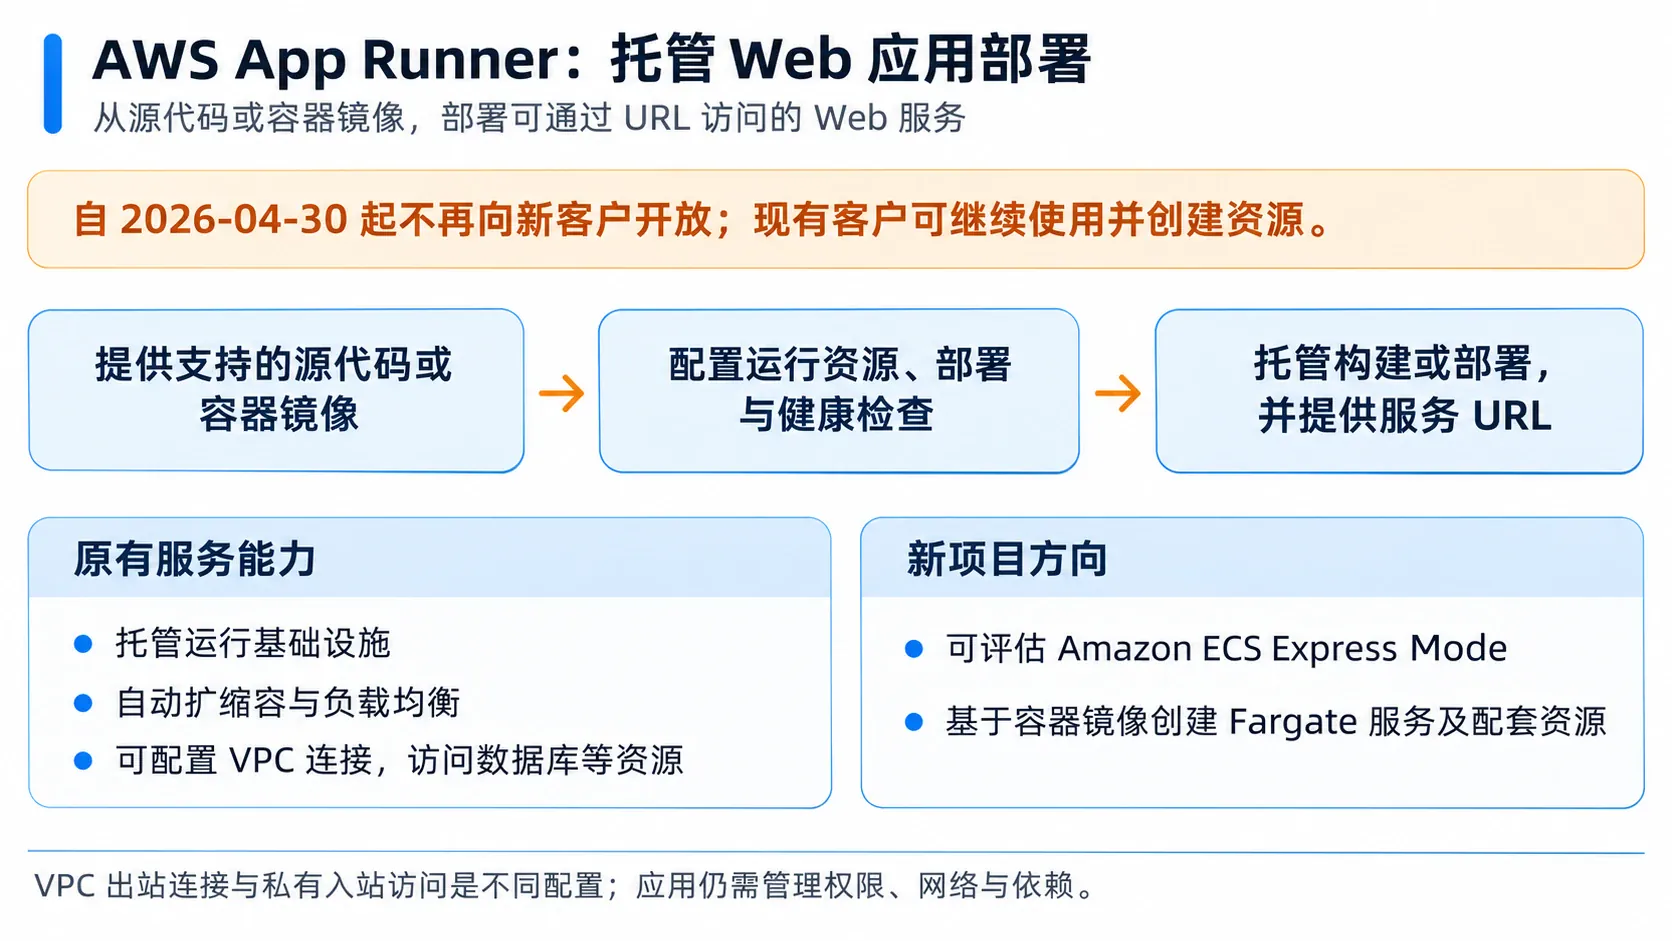 AWS App Runner：托管 Web 应用部署
从源代码或容器镜像，部署可通过 URL 访问的 Web 服务
自 2026-04-30 起不再向新客户开放；现有客户可继续使用并创建资源。
提供支持的源代码或
容器镜像
配置运行资源、部署
与健康检查
托管构建或部署，
并提供服务 URL
原有服务能力
托管运行基础设施
自动扩缩容与负载均衡
可配置 VPC 连接，访问数据库等资源
新项目方向
可评估 Amazon ECS Express Mode
基于容器镜像创建 Fargate 服务及配套资源
VPC 出站连接与私有入站访问是不同配置；应用仍需管理权限、网络与依赖。